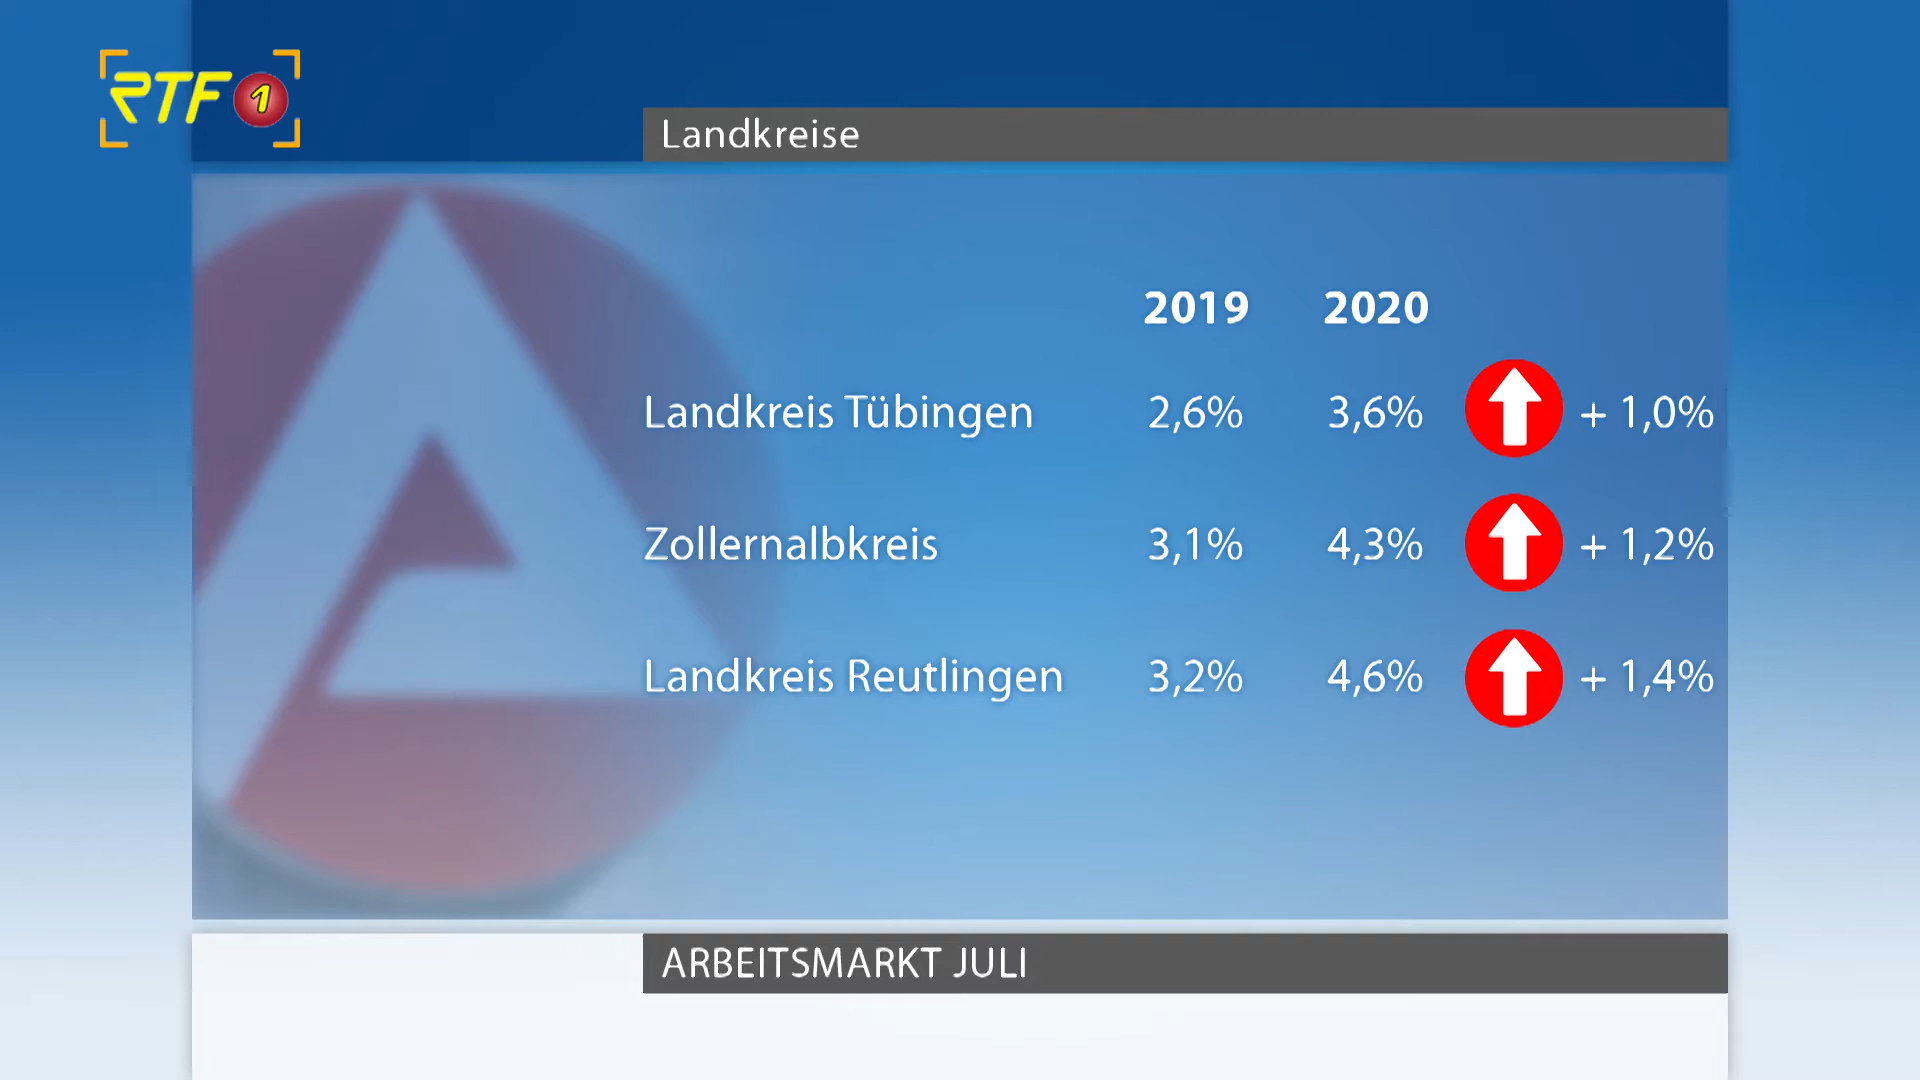 RTF 1
Landkreise
2019 2020
Landkreis Tübingen 2,6% 3,6% + 1,0%
Zollernalbkreis 3,1% 4,3% + 1,2%
Landkreis Reutlingen 3,2% 4,6% + 1,4%
ARBEITSMARKT JULI